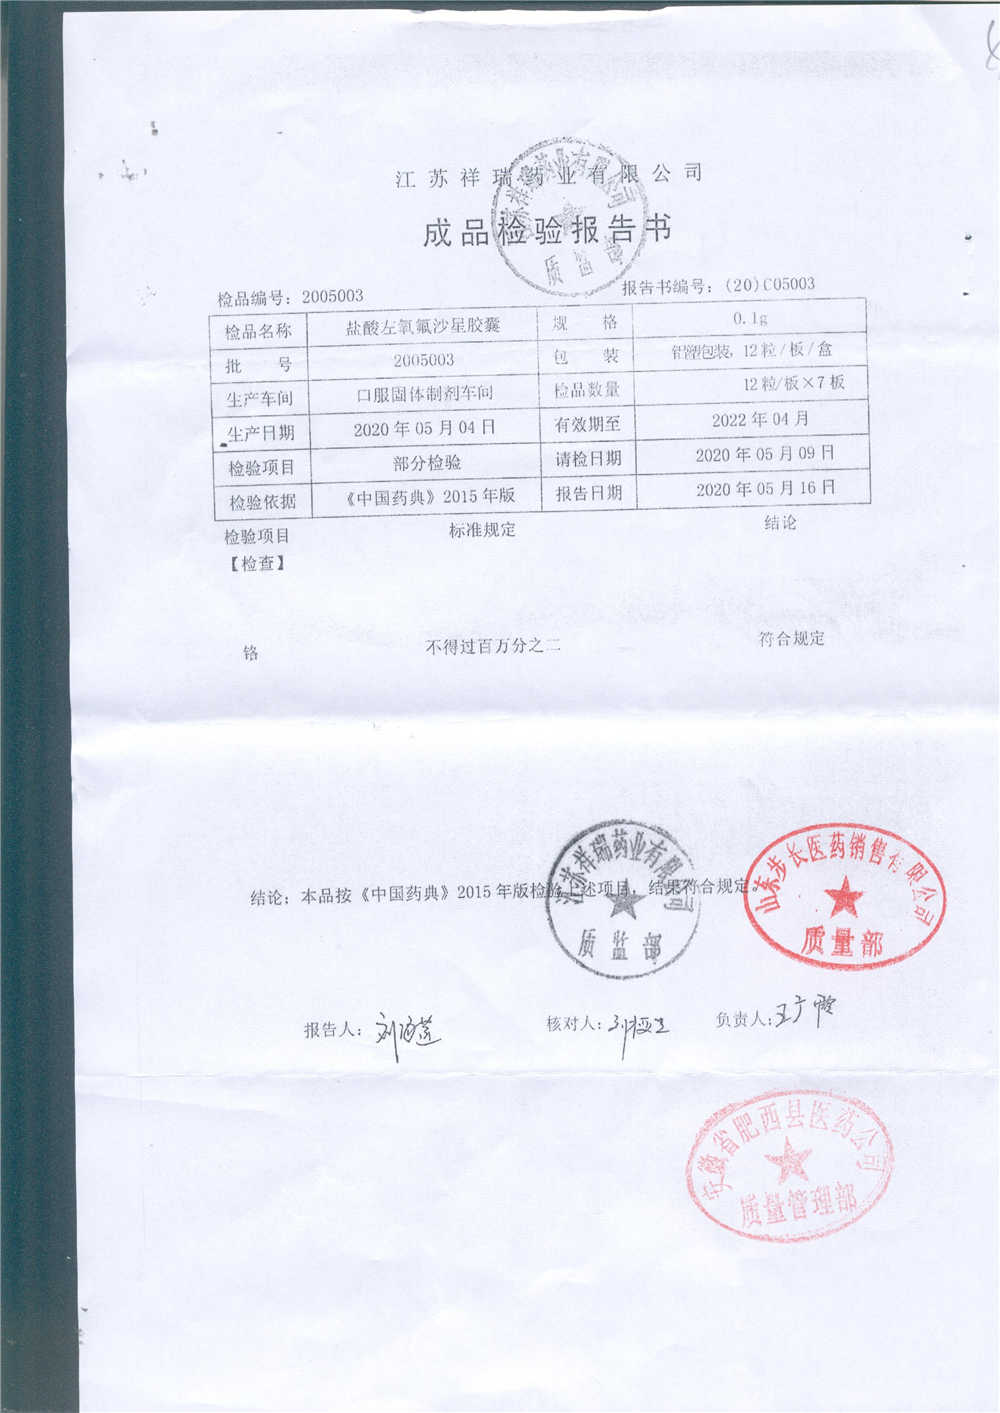 江苏祥瑞药业有限公司
成品检验报告书
江苏祥瑞药业有限公司
质监部
检品编号：2005003
报告书编号：(20)C05003
检品名称 盐酸左氧氟沙星胶囊 规格 0.1g
批号 2005003 包装 铝塑包装，12粒/板/盒
生产车间 口服固体制剂车间 检品数量 12粒/板×7板
生产日期 2020年05月04日 有效期至 2022年04月
检验项目 部分检验 请检日期 2020年05月09日
检验依据 《中国药典》2015年版 报告日期 2020年05月16日
检验项目 标准规定 结论
【检查】
铬 不得过百万分之二 符合规定
结论：本品按《中国药典》2015年版检验上述项目，结果符合规定。
江苏祥瑞药业有限公司
质监部
山东步长医药销售有限公司
质量部
报告人： 核对人： 负责人：
安徽省肥西县医药公司
质量管理部